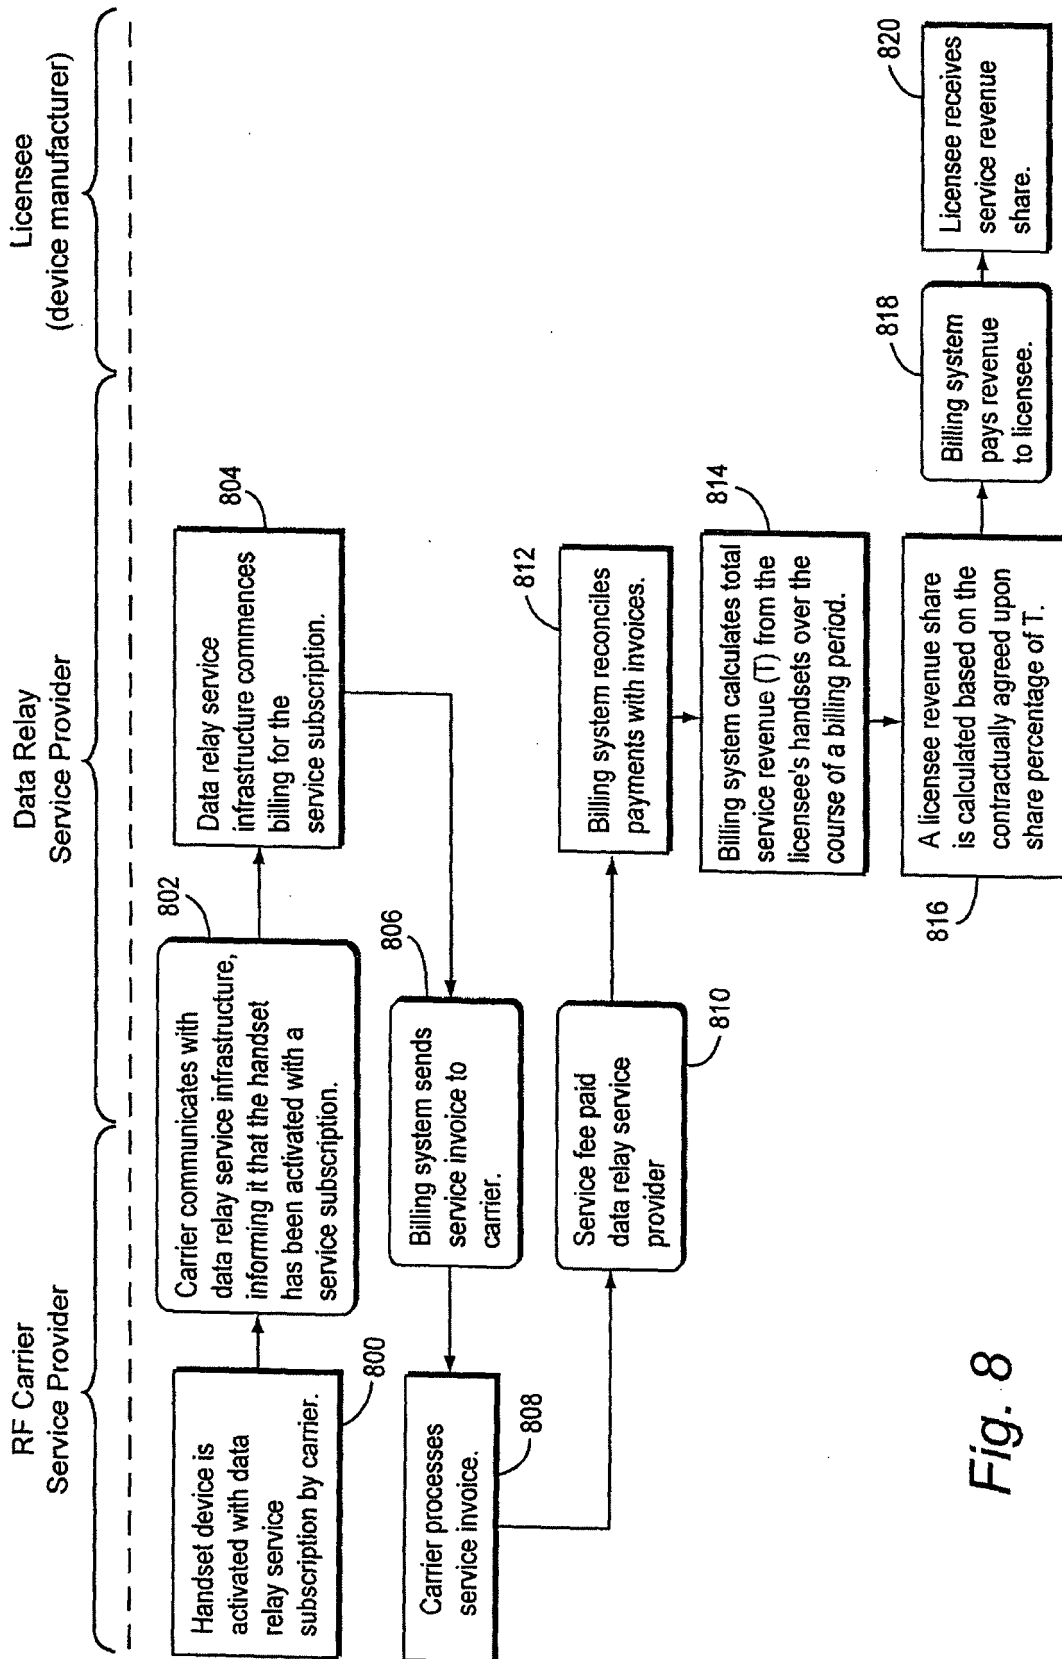 RF Carrier
Service Provider
Data Relay
Service Provider
Licensee
(device manufacturer)
Handset device is
activated with data
relay service
subscription by carrier.
800
Carrier communicates with
data relay service infrastructure,
informing it that the handset
has been activated with a
service subscription.
802
Data relay service
infrastructure commences
billing for the
service subscription.
804
Billing system sends
service invoice to
carrier.
806
Carrier processes
service invoice.
808
Service fee paid
data relay service
provider
810
Billing system reconciles
payments with invoices.
812
Billing system calculates total
service revenue (T) from the
licensee's handsets over the
course of a billing period.
814
A licensee revenue share
is calculated based on the
contractually agreed upon
share percentage of T.
816
Billing system
pays revenue
to licensee.
818
Licensee receives
service revenue
share.
820
Fig. 8